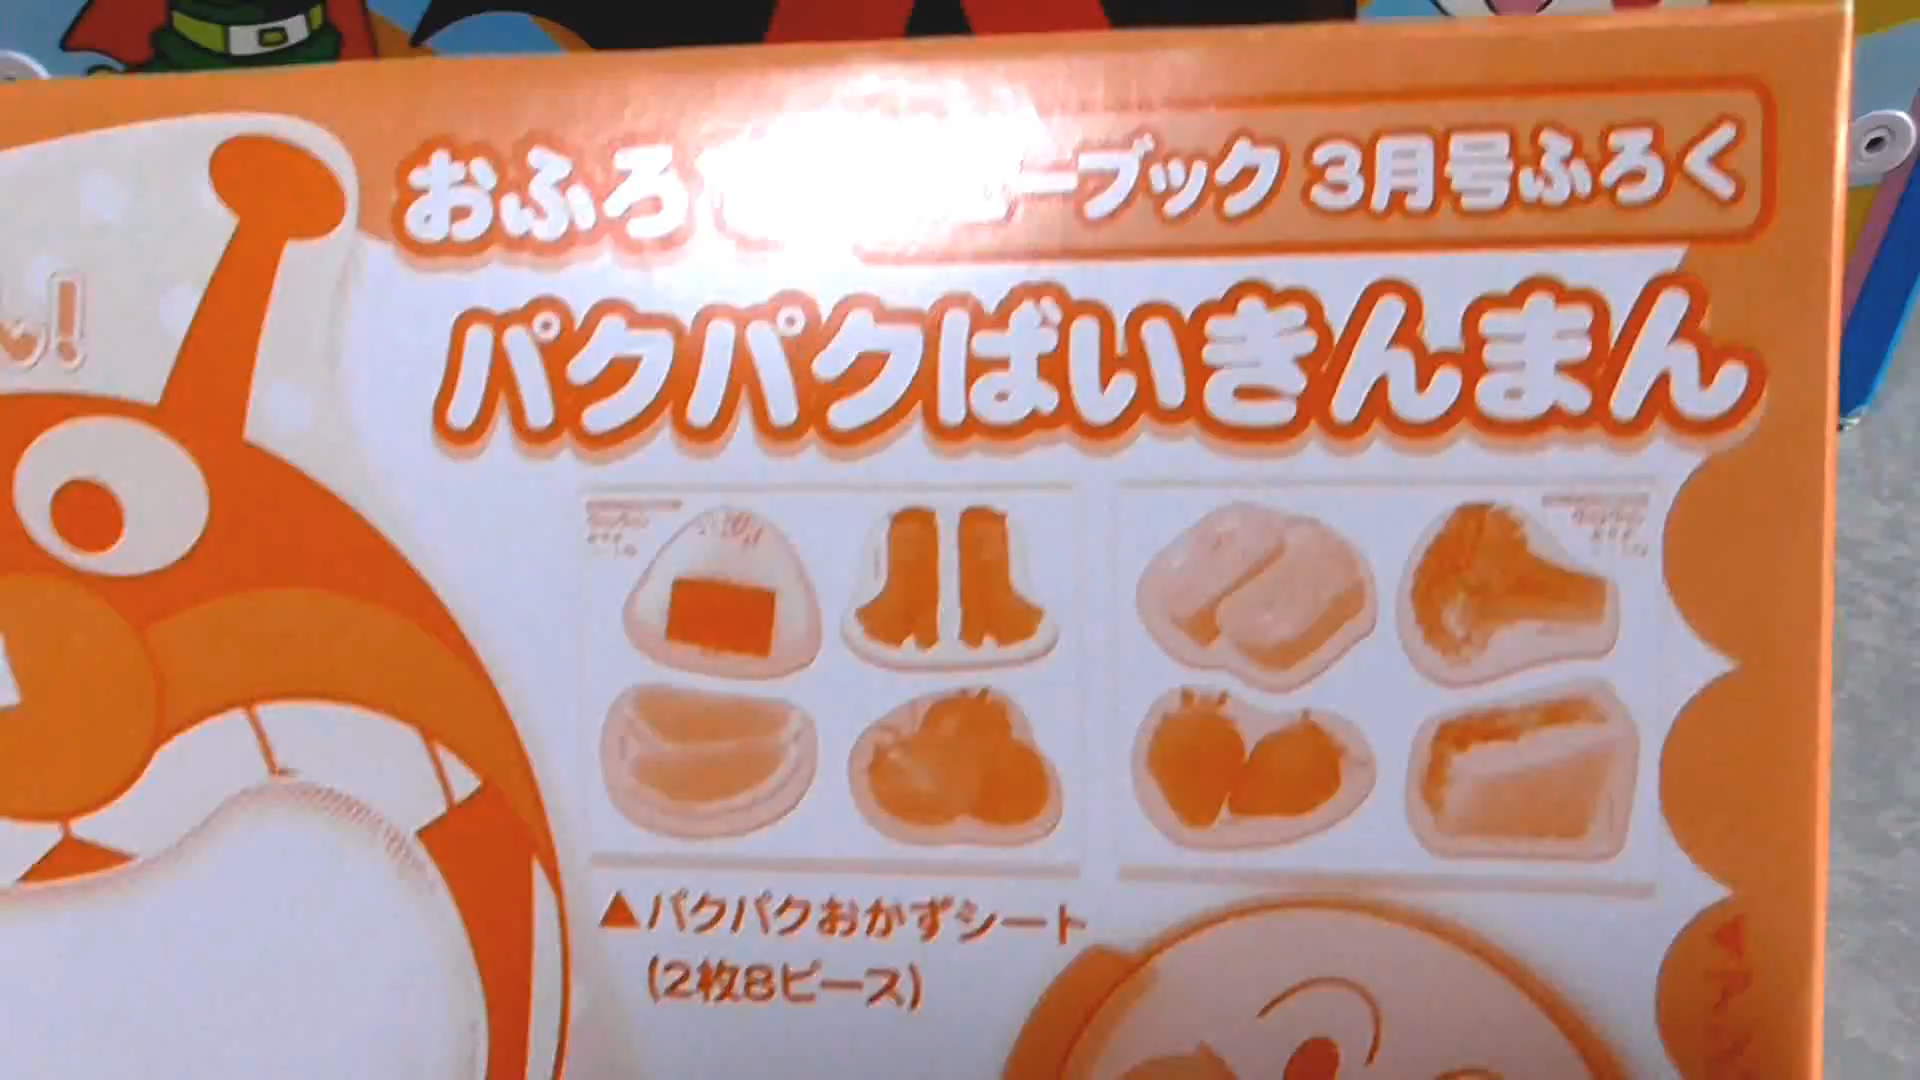 おふろ
ーブック 3月号ふろく
パクパクばいきんまん
▲パクパクおかずシート
(2枚8ピース)